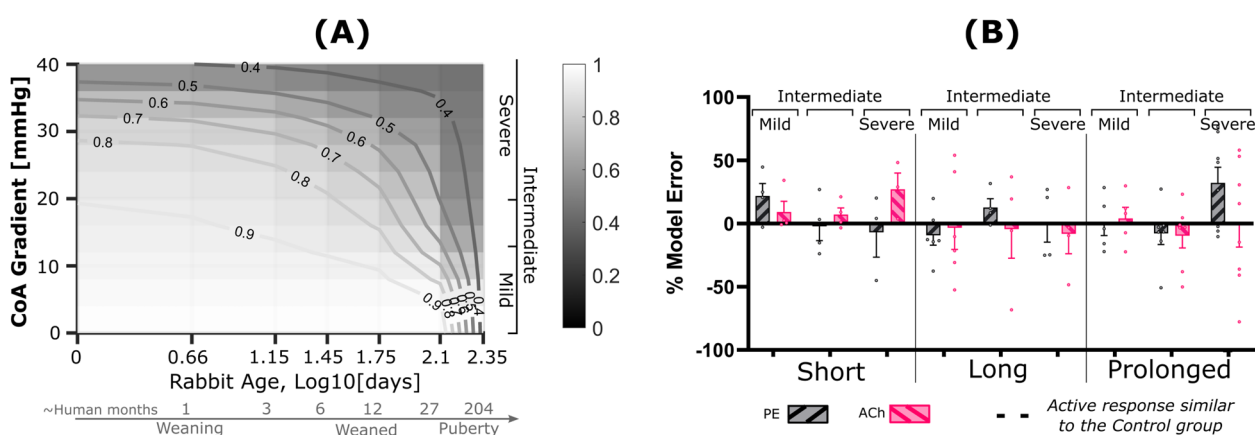 (A)
CoA Gradient [mmHg]
40
30
20
10
0
0.4
0.5
0.6
0.7
0.8
0.9
0.6
0.7
0.8
0.5
0.4
0.9
0.8
0.4
0 0.66 1.15 1.45 1.75 2.1 2.35
Rabbit Age, Log10[days]
~Human months 1 3 6 12 27 204
Weaning Weaned Puberty
Severe
Intermediate
Mild
1
0.8
0.6
0.4
0.2
0
(B)
% Model Error
100
50
0
-50
-100
Intermediate Intermediate Intermediate
Mild Severe Mild Severe Mild Severe
Short Long Prolonged
PE ACh Active response similar
to the Control group